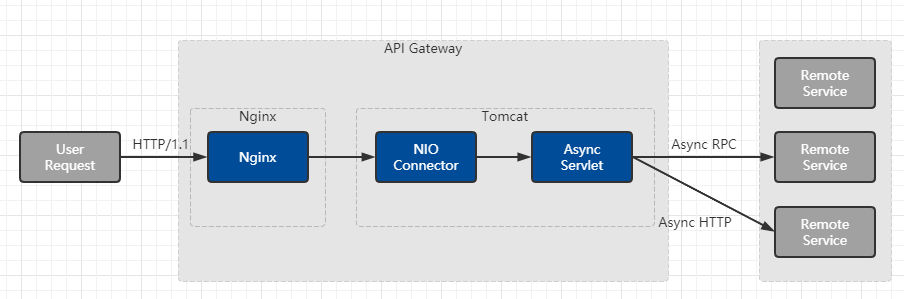 API Gateway
Nginx
Tomcat
User
Request
HTTP/1.1
Nginx
NIO
Connector
Async
Servlet
Async RPC
Async HTTP
Remote
Service
Remote
Service
Remote
Service